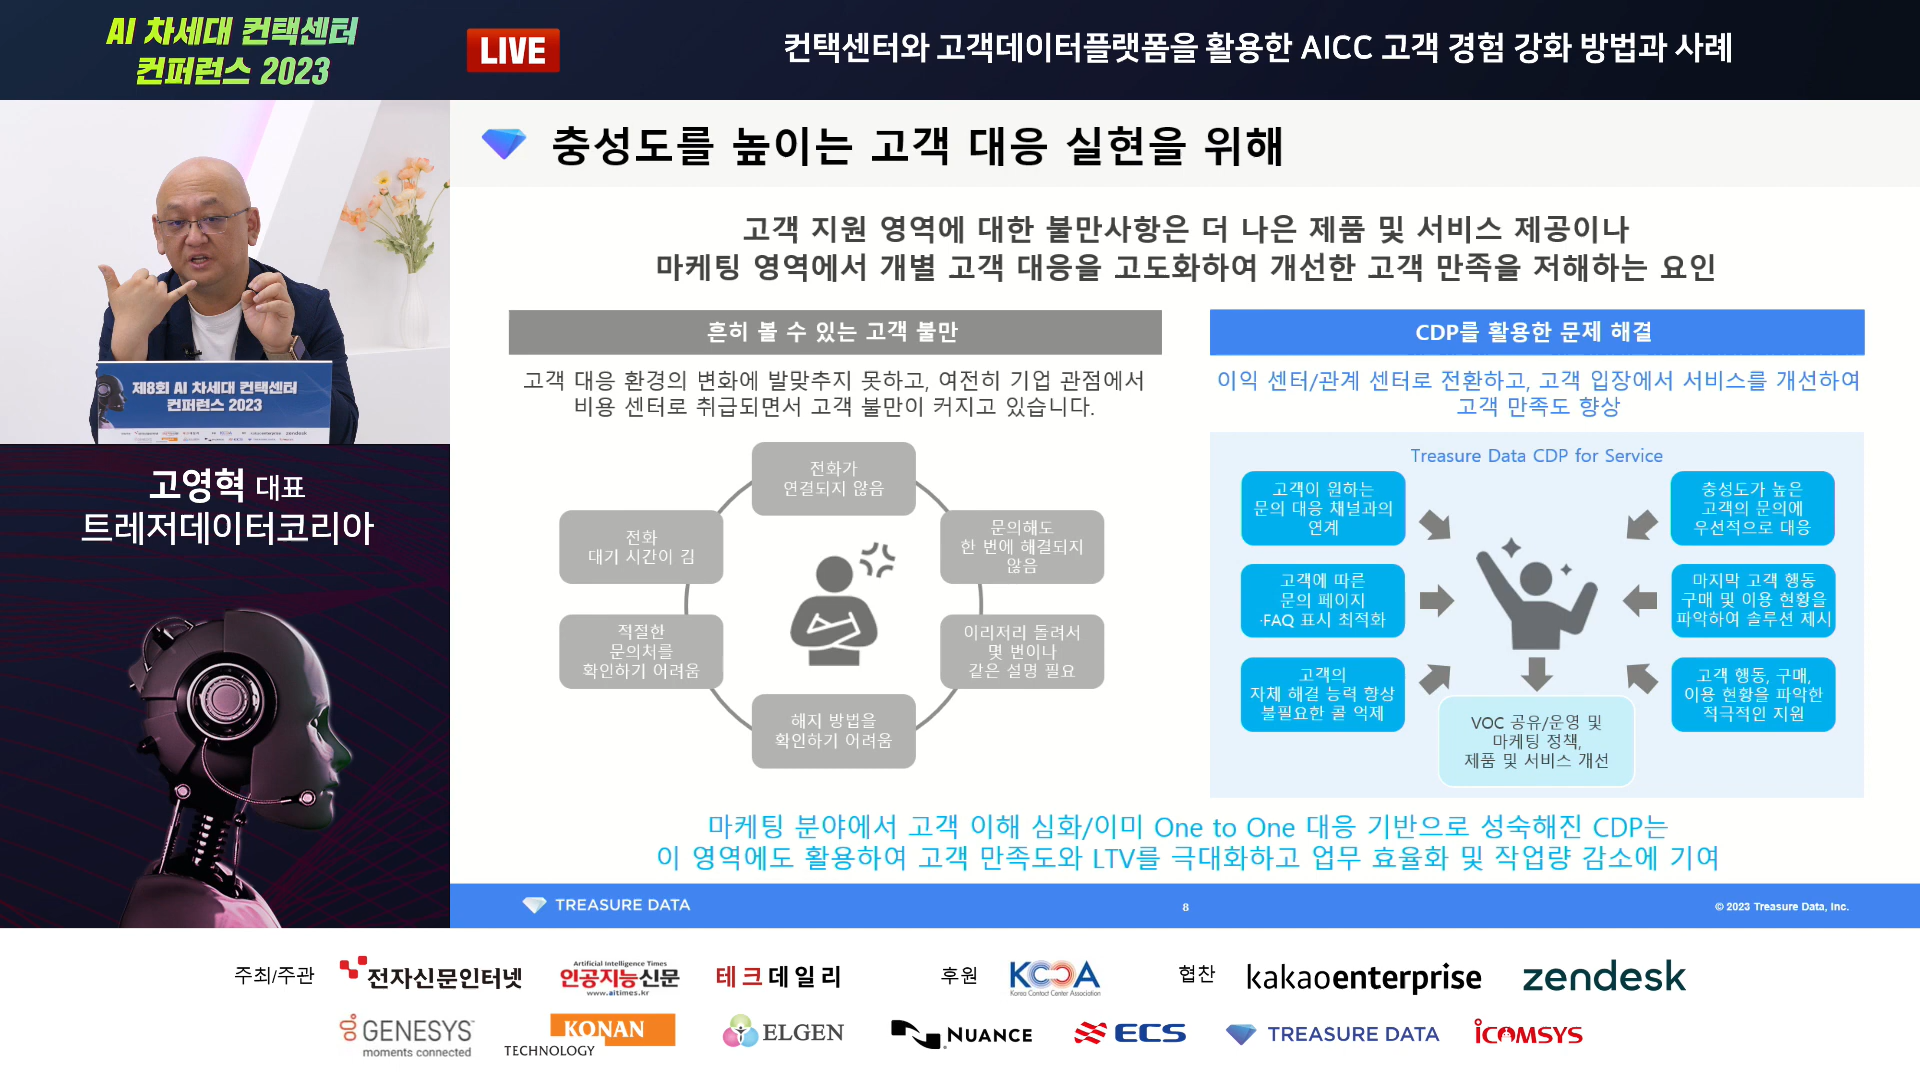 AI 차세대 컨택센터
컨퍼런스 2023
LIVE
컨택센터와 고객데이터플랫폼을 활용한 AICC 고객 경험 강화 방법과 사례
제8회 AI 차세대 컨택센터
컨퍼런스 2023
고영혁 대표
트레저데이터코리아
충성도를 높이는 고객 대응 실현을 위해
고객 지원 영역에 대한 불만사항은 더 나은 제품 및 서비스 제공이나
마케팅 영역에서 개별 고객 대응을 고도화하여 개선한 고객 만족을 저해하는 요인
흔히 볼 수 있는 고객 불만
고객 대응 환경의 변화에 발맞추지 못하고, 여전히 기업 관점에서
비용 센터로 취급되면서 고객 불만이 커지고 있습니다.
전화가
연결되지 않음
문의해도
한 번에 해결되지
않음
이리저리 돌려서
몇 번이나
같은 설명 필요
해지 방법을
확인하기 어려움
적절한
문의처를
확인하기 어려움
전화
대기 시간이 김
CDP를 활용한 문제 해결
이익 센터/관계 센터로 전환하고, 고객 입장에서 서비스를 개선하여
고객 만족도 향상
Treasure Data CDP for Service
고객이 원하는
문의 대응 채널과의
연계
고객에 따른
문의 페이지
·FAQ 표시 최적화
고객의
자체 해결 능력 향상
불필요한 콜 억제
충성도가 높은
고객의 문의에
우선적으로 대응
마지막 고객 행동
구매 및 이용 현황을
파악하여 솔루션 제시
고객 행동, 구매,
이용 현황을 파악한
적극적인 지원
VOC 공유/운영 및
마케팅 정책,
제품 및 서비스 개선
마케팅 분야에서 고객 이해 심화/이미 One to One 대응 기반으로 성숙해진 CDP는
이 영역에도 활용하여 고객 만족도와 LTV를 극대화하고 업무 효율화 및 작업량 감소에 기여
TREASURE DATA
8
© 2023 Treasure Data, Inc.
주최/주관
전자신문인터넷
Artificial Intelligence Times
인공지능신문
www.aitimes.kr
테크데일리
후원
KCCA
Korea Contact Center Association
협찬
kakaoenterprise
zendesk
GENESYS
moments connected
KONAN
TECHNOLOGY
ELGEN
NUANCE
ECS
TREASURE DATA
iCOMSYS